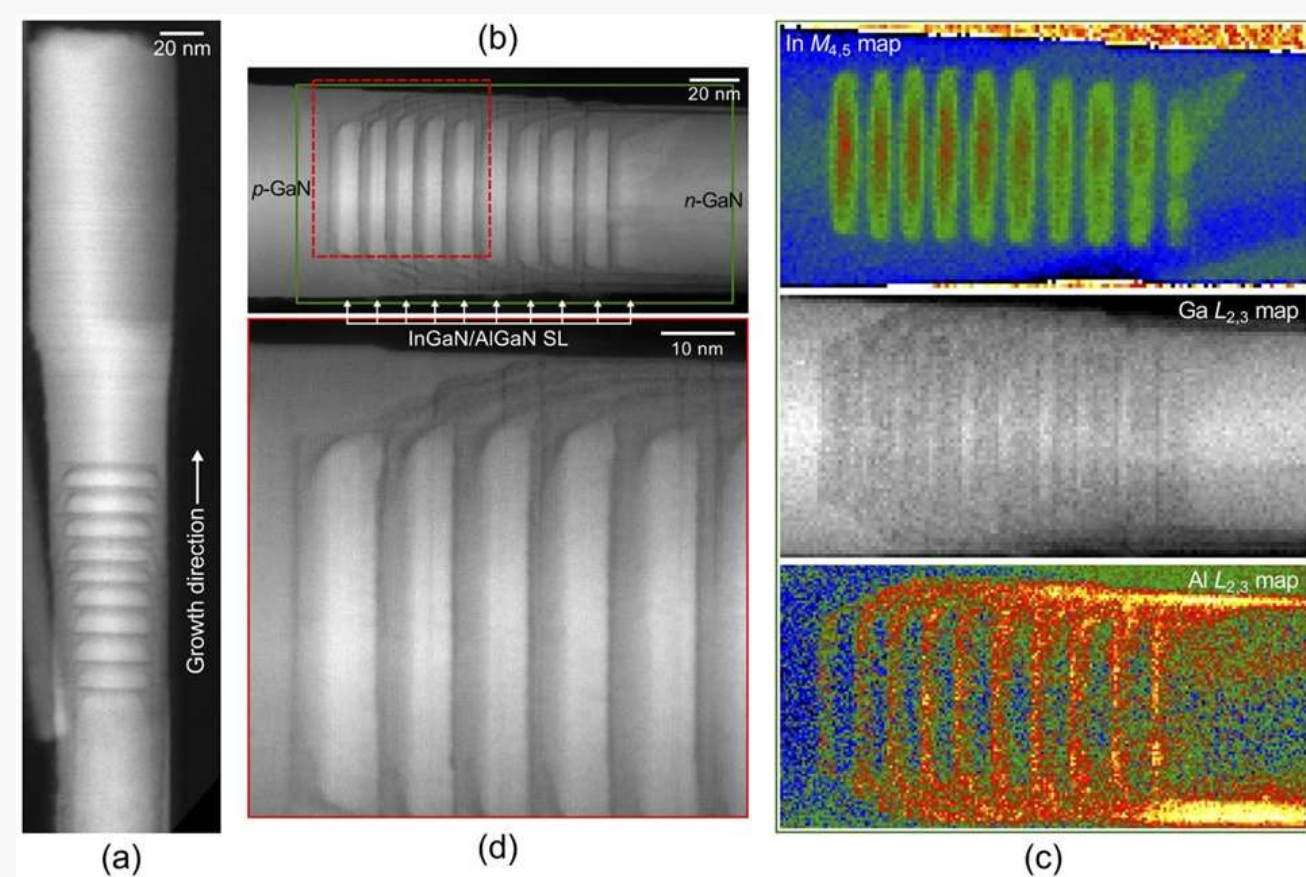 20 nm
Growth direction
(a)
(b)
20 nm
p-GaN
n-GaN
InGaN/AlGaN SL
10 nm
(d)
In M4,5 map
Ga L2,3 map
Al L2,3 map
(c)